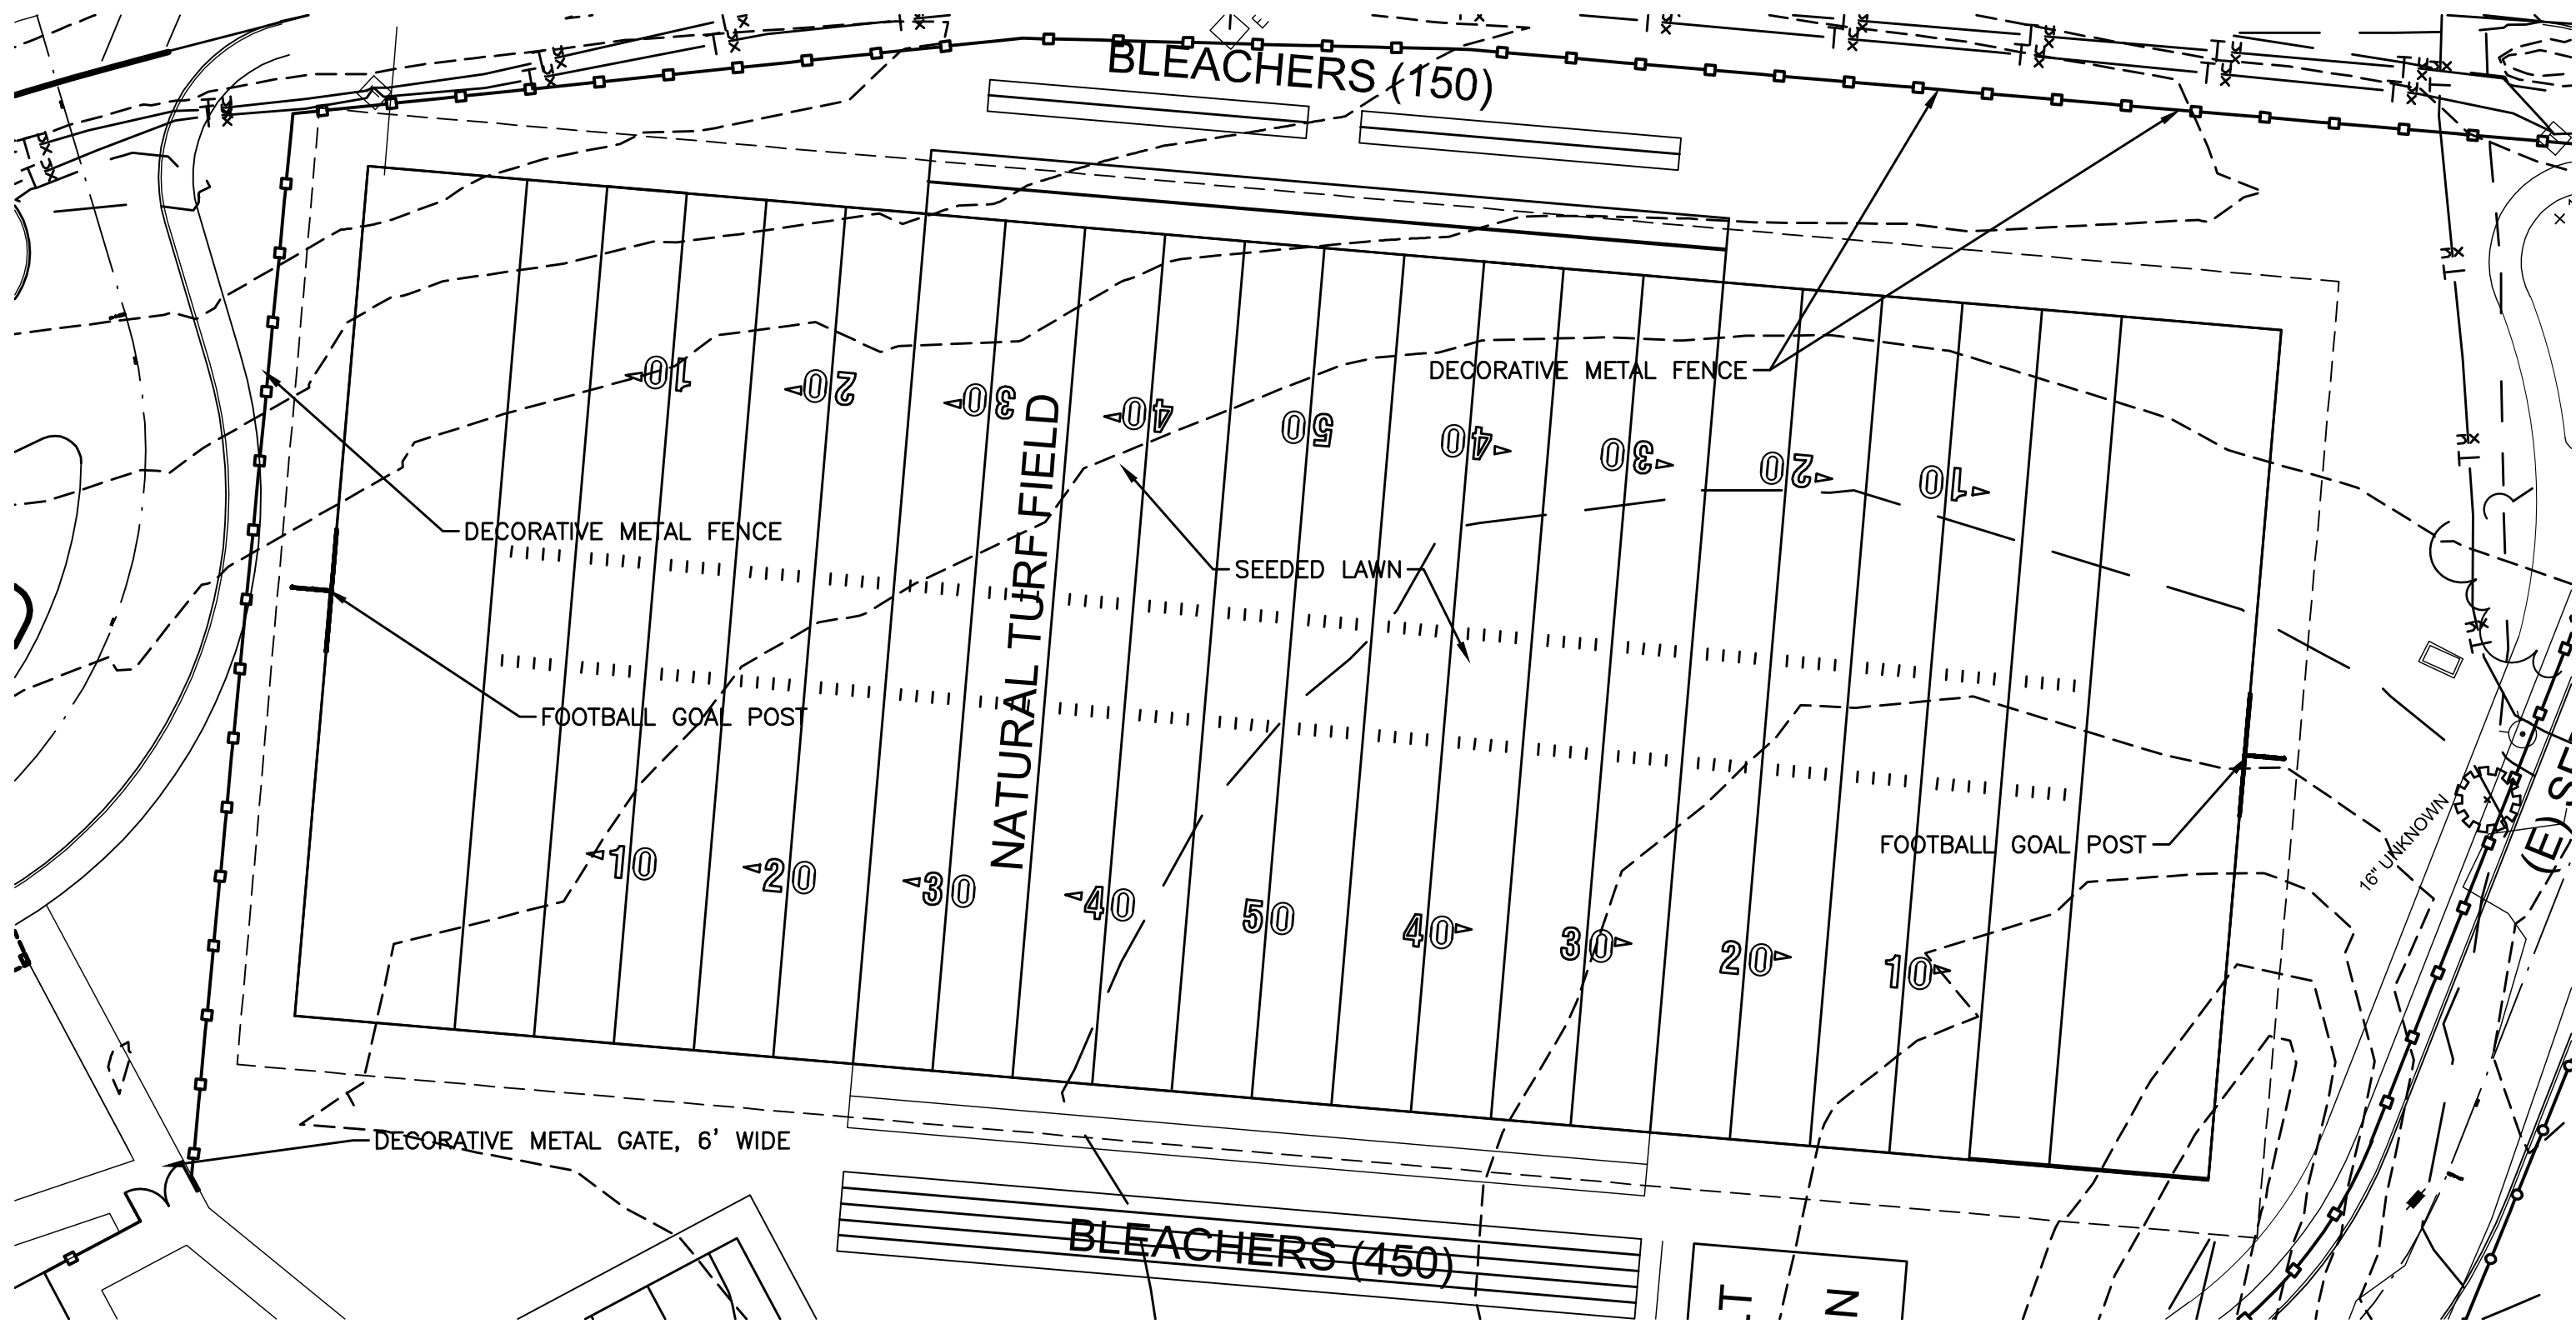 BLEACHERS (150)
DECORATIVE METAL FENCE
10
20
30
40
50
40
30
20
10
NATURAL TURF FIELD
DECORATIVE METAL FENCE
SEEDED LAWN
FOOTBALL GOAL POST
FOOTBALL GOAL POST
16" UNKNOWN
10
20
30
40
50
40
30
20
10
DECORATIVE METAL GATE, 6' WIDE
BLEACHERS (450)